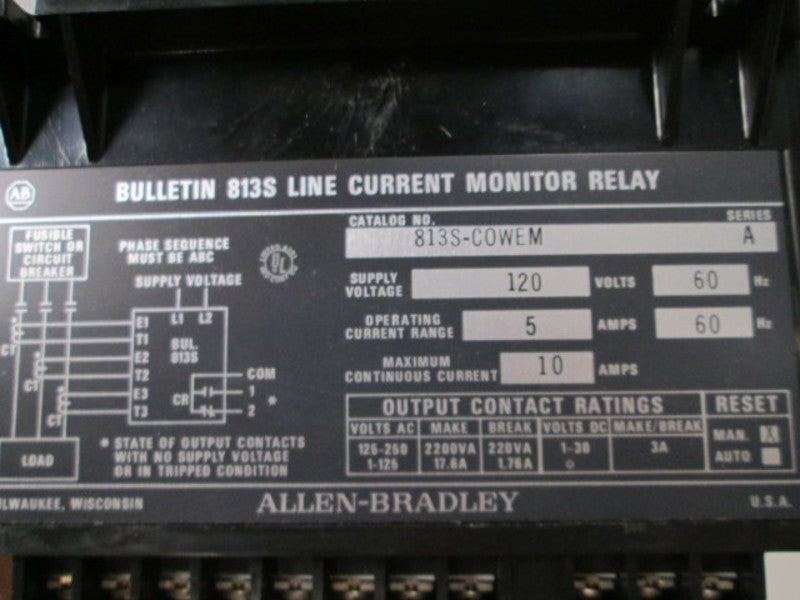 AB
BULLETIN 813S LINE CURRENT MONITOR RELAY
FUSIBLE
SWITCH OR
CIRCUIT
BREAKER
PHASE SEQUENCE
MUST BE ABC
UL
SUPPLY VOLTAGE
L1 L2
E1
T1
E2
T2
E3
T3
BUL.
813S
CR
COM
1
2
*
CT
CT
CT
LOAD
* STATE OF OUTPUT CONTACTS
WITH NO SUPPLY VOLTAGE
OR IN TRIPPED CONDITION
CATALOG NO. SERIES
813S-COWEM A
SUPPLY VOLTAGE 120 VOLTS 60 Hz
OPERATING CURRENT RANGE 5 AMPS 60 Hz
MAXIMUM CONTINUOUS CURRENT 10 AMPS
OUTPUT CONTACT RATINGS RESET
VOLTS AC MAKE BREAK VOLTS DC MAKE/BREAK
125-250 2200VA 220VA 1-30 3A
1-125 17.6A 1.76A
MAN. X
AUTO
MILWAUKEE, WISCONSIN ALLEN-BRADLEY U.S.A.